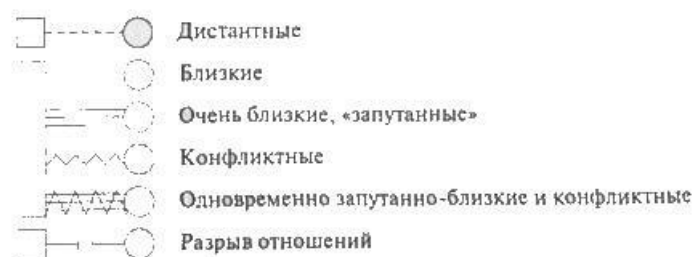 Дистантные
Близкие
Очень близкие, «запутанные»
Конфликтные
Одновременно запутанно-близкие и конфликтные
Разрыв отношений